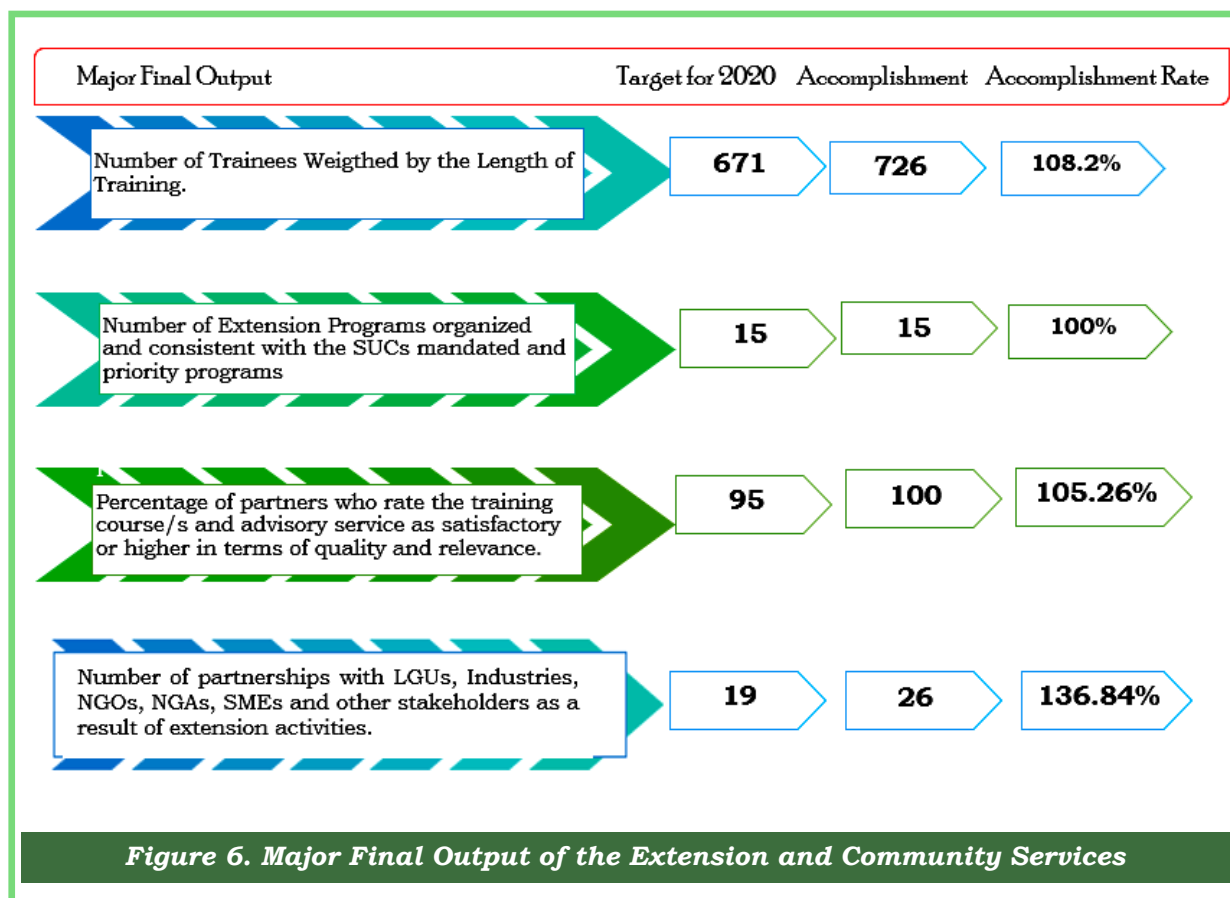 Major Final Output Target for 2020 Accomplishment Accomplishment Rate
Number of Trainees Weigthed by the Length of
Training.
671 726 108.2%
Number of Extension Programs organized
and consistent with the SUCs mandated and
priority programs
15 15 100%
Percentage of partners who rate the training
course/s and advisory service as satisfactory
or higher in terms of quality and relevance.
95 100 105.26%
Number of partnerships with LGUs, Industries,
NGOs, NGAs, SMEs and other stakeholders as a
result of extension activities.
19 26 136.84%
Figure 6. Major Final Output of the Extension and Community Services